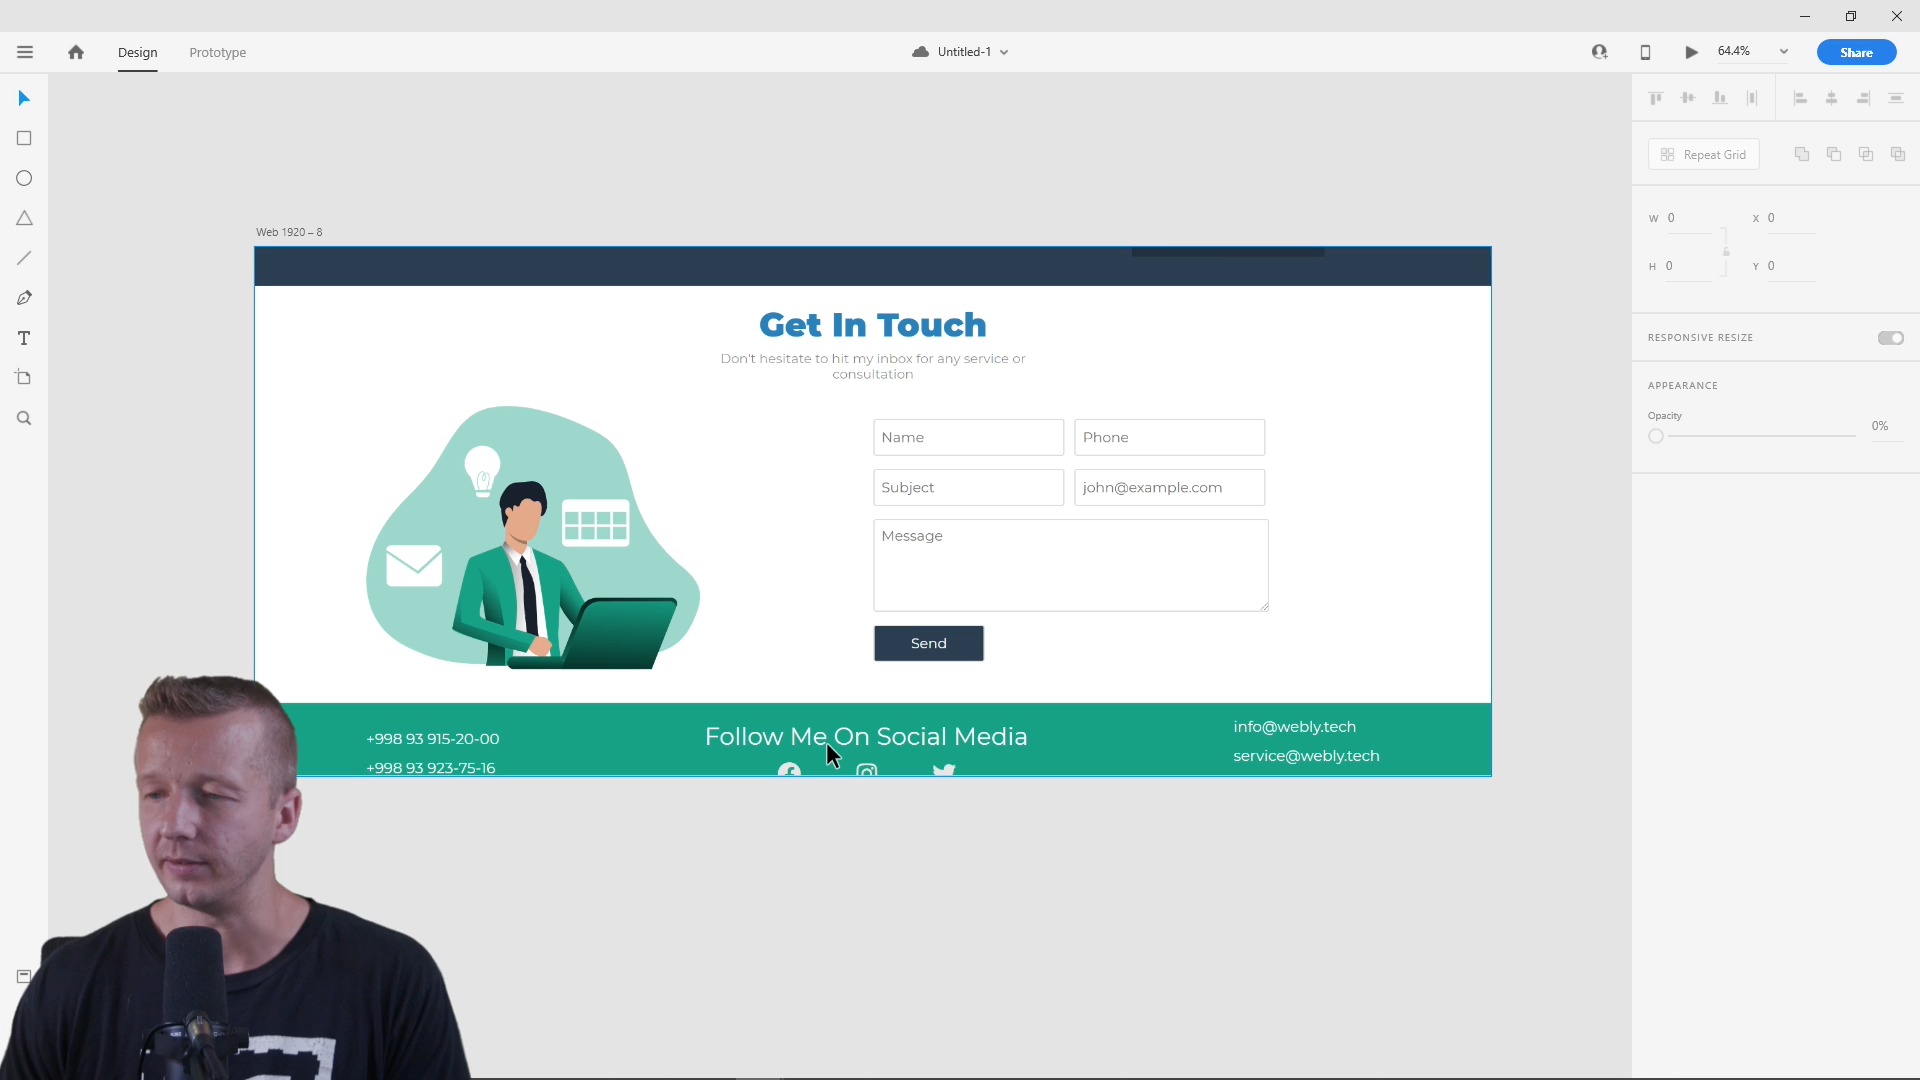 Design
Prototype
Untitled-1
64.4%
Share
Repeat Grid
W 0
X 0
H 0
Y 0
RESPONSIVE RESIZE
APPEARANCE
Opacity
0%
Web 1920 – 8
Get In Touch
Don't hesitate to hit my inbox for any service or
consultation
Name
Phone
Subject
john@example.com
Message
Send
+998 93 915-20-00
+998 93 923-75-16
Follow Me On Social Media
info@webly.tech
service@webly.tech